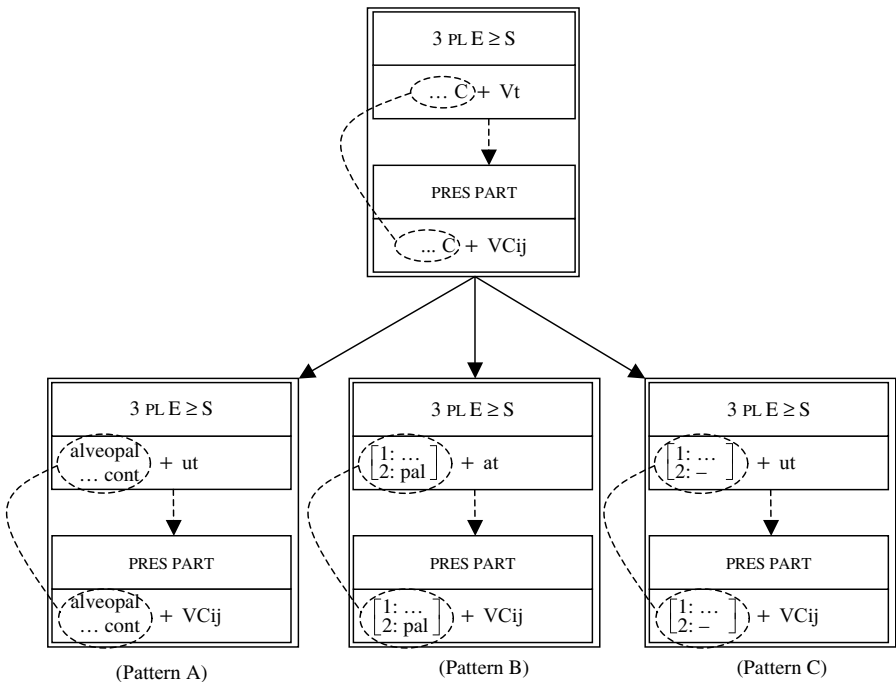 3 PL E ≥ S
… C + Vt
PRES PART
... C + VCij
3 PL E ≥ S
alveopal
… cont + ut
PRES PART
alveopal
… cont + VCij
(Pattern A)
3 PL E ≥ S
1: …
2: pal + at
PRES PART
1: …
2: pal + VCij
(Pattern B)
3 PL E ≥ S
1: …
2: – + ut
PRES PART
1: …
2: – + VCij
(Pattern C)